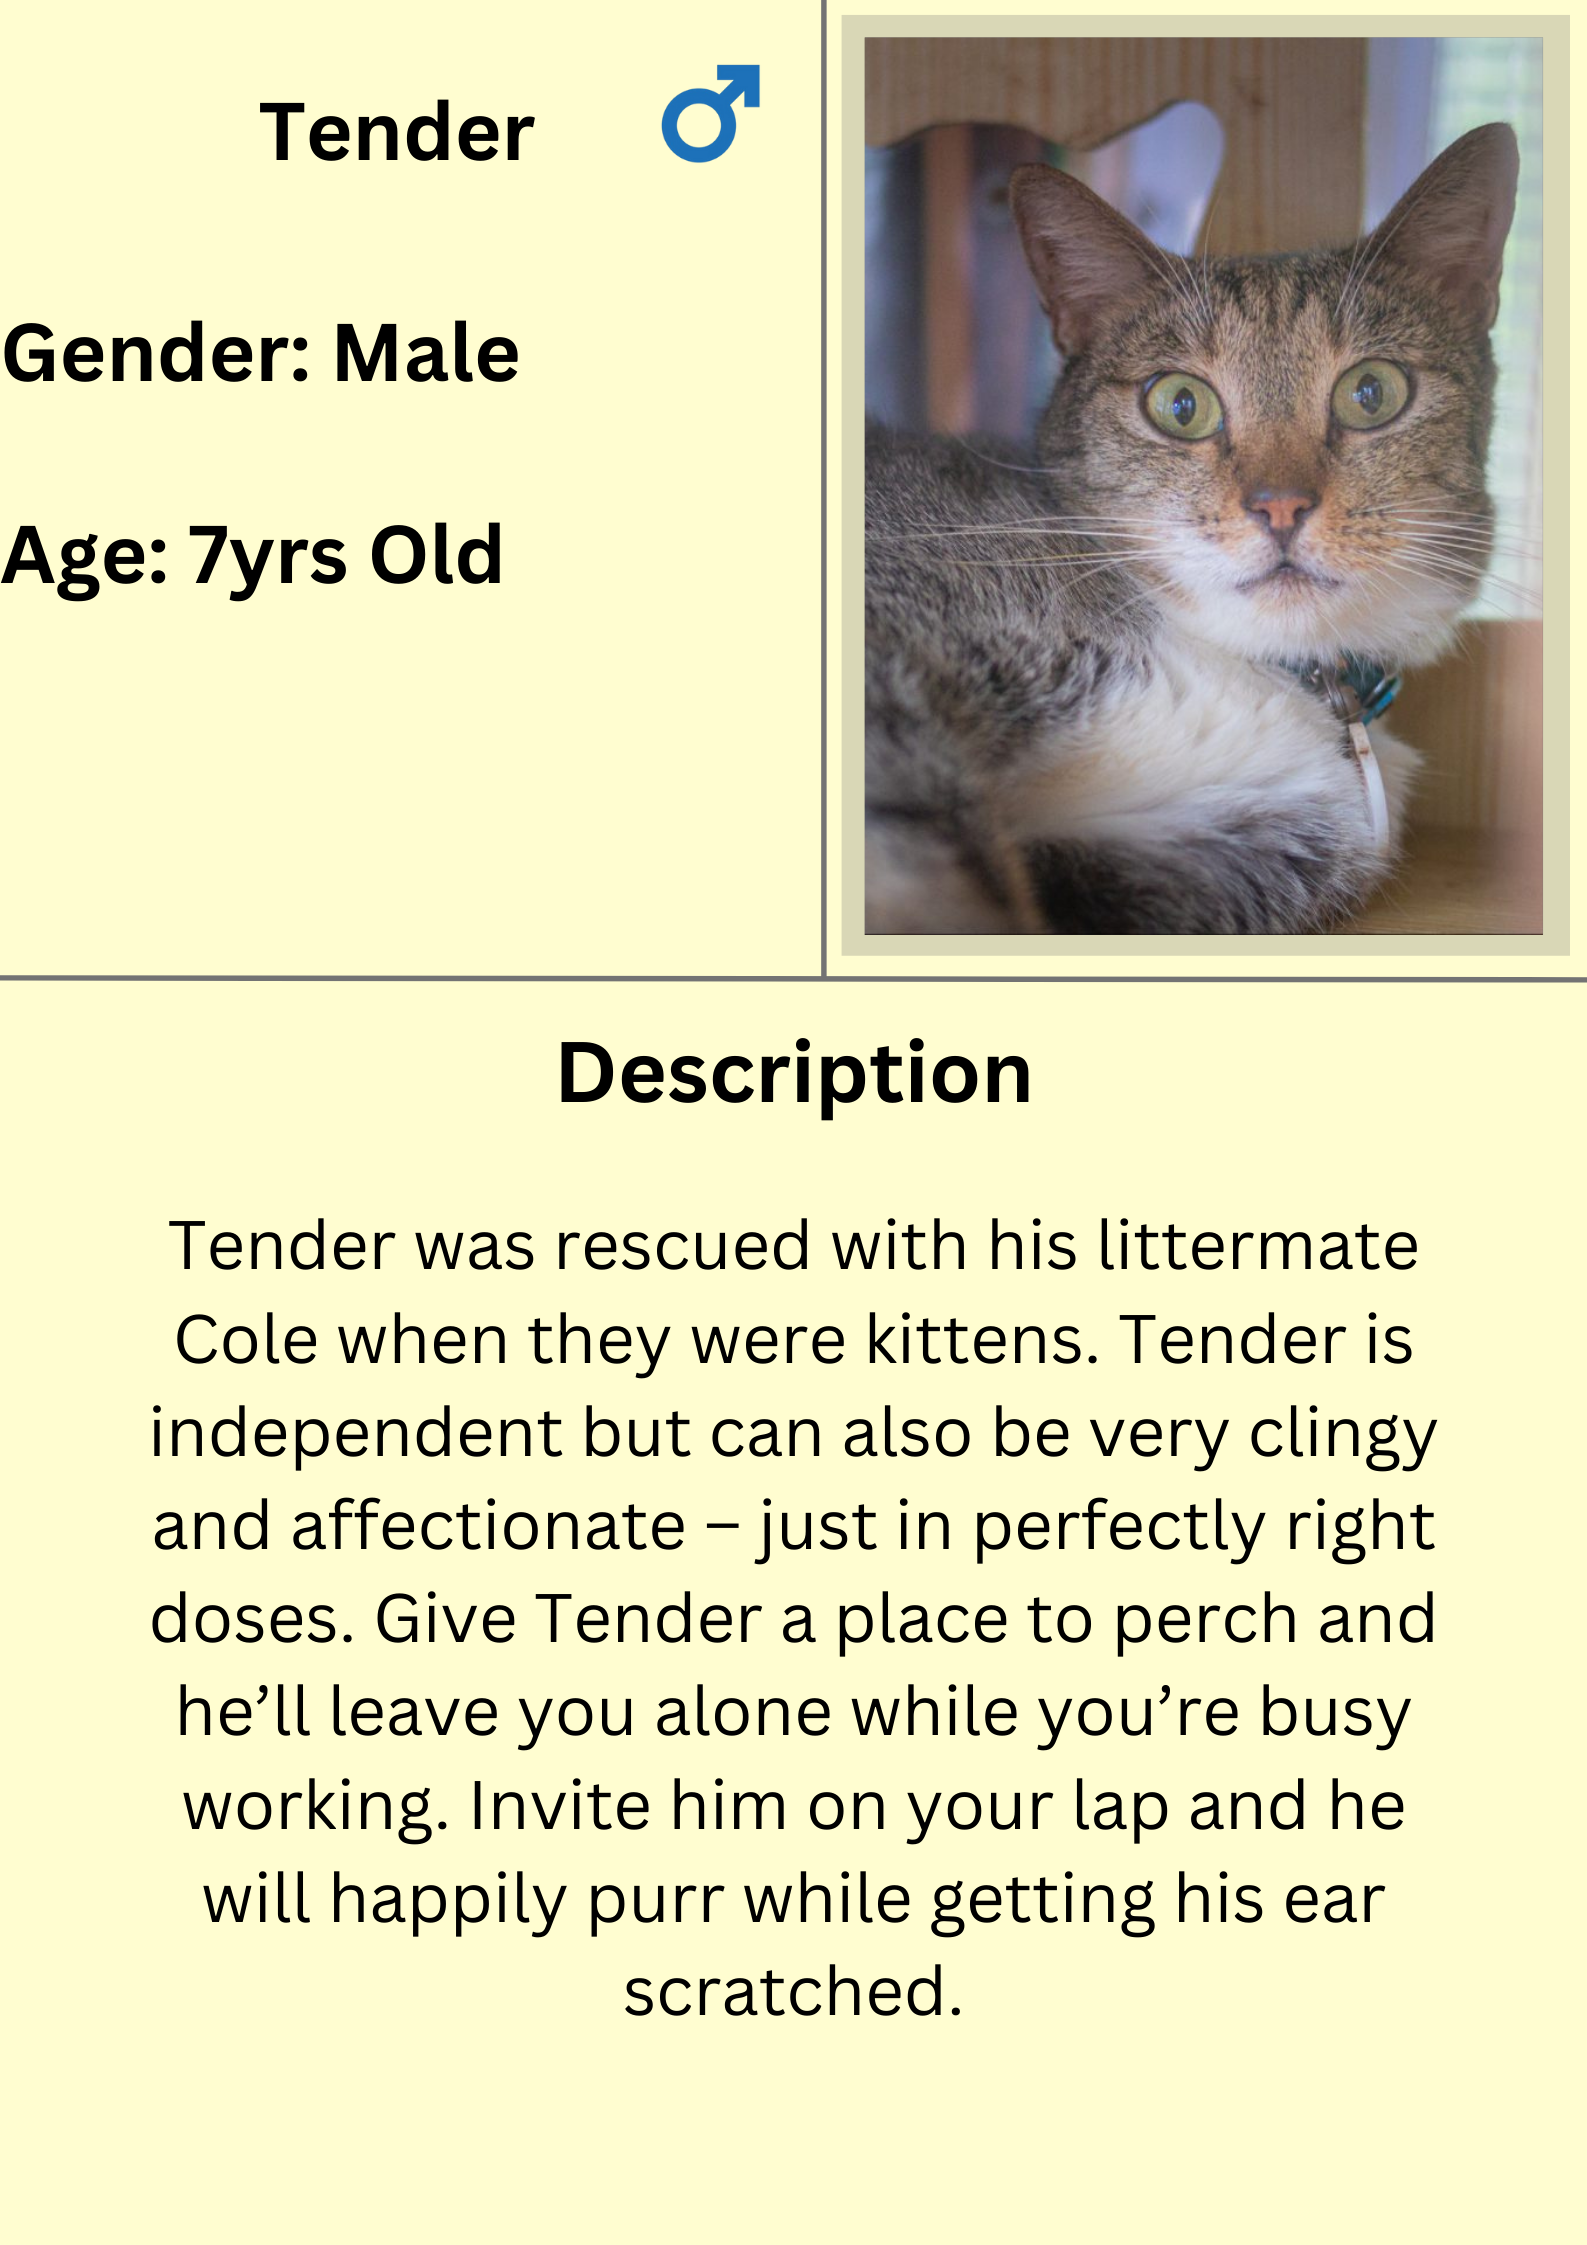 Tender
Gender: Male
Age: 7yrs Old
Description
Tender was rescued with his littermate
Cole when they were kittens. Tender is
independent but can also be very clingy
and affectionate – just in perfectly right
doses. Give Tender a place to perch and
he’ll leave you alone while you’re busy
working. Invite him on your lap and he
will happily purr while getting his ear
scratched.